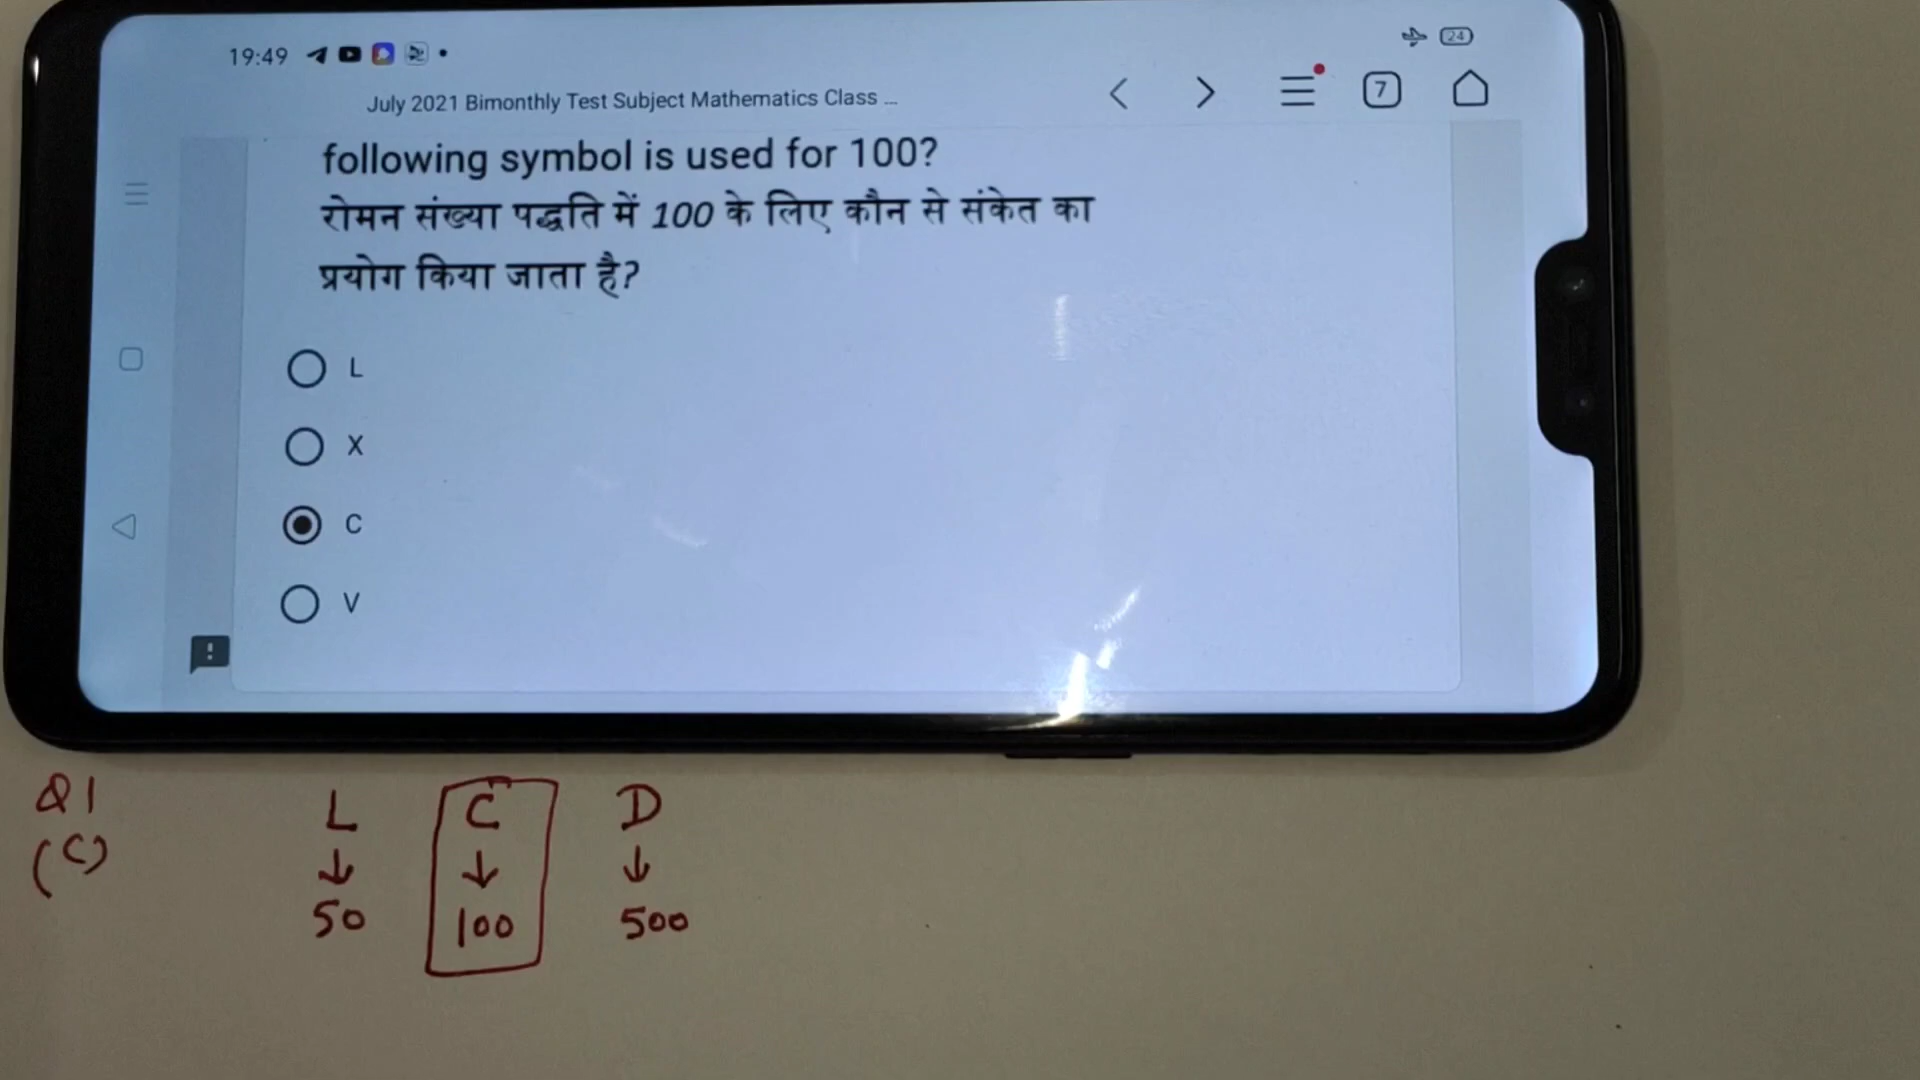 19:49
24
July 2021 Bimonthly Test Subject Mathematics Class ...
7
following symbol is used for 100?
रोमन संख्या पद्धति में 100 के लिए कौन से संकेत का
प्रयोग किया जाता है?
L
X
C
V
Q1
(C)
L C D
↓ ↓ ↓
50 100 500